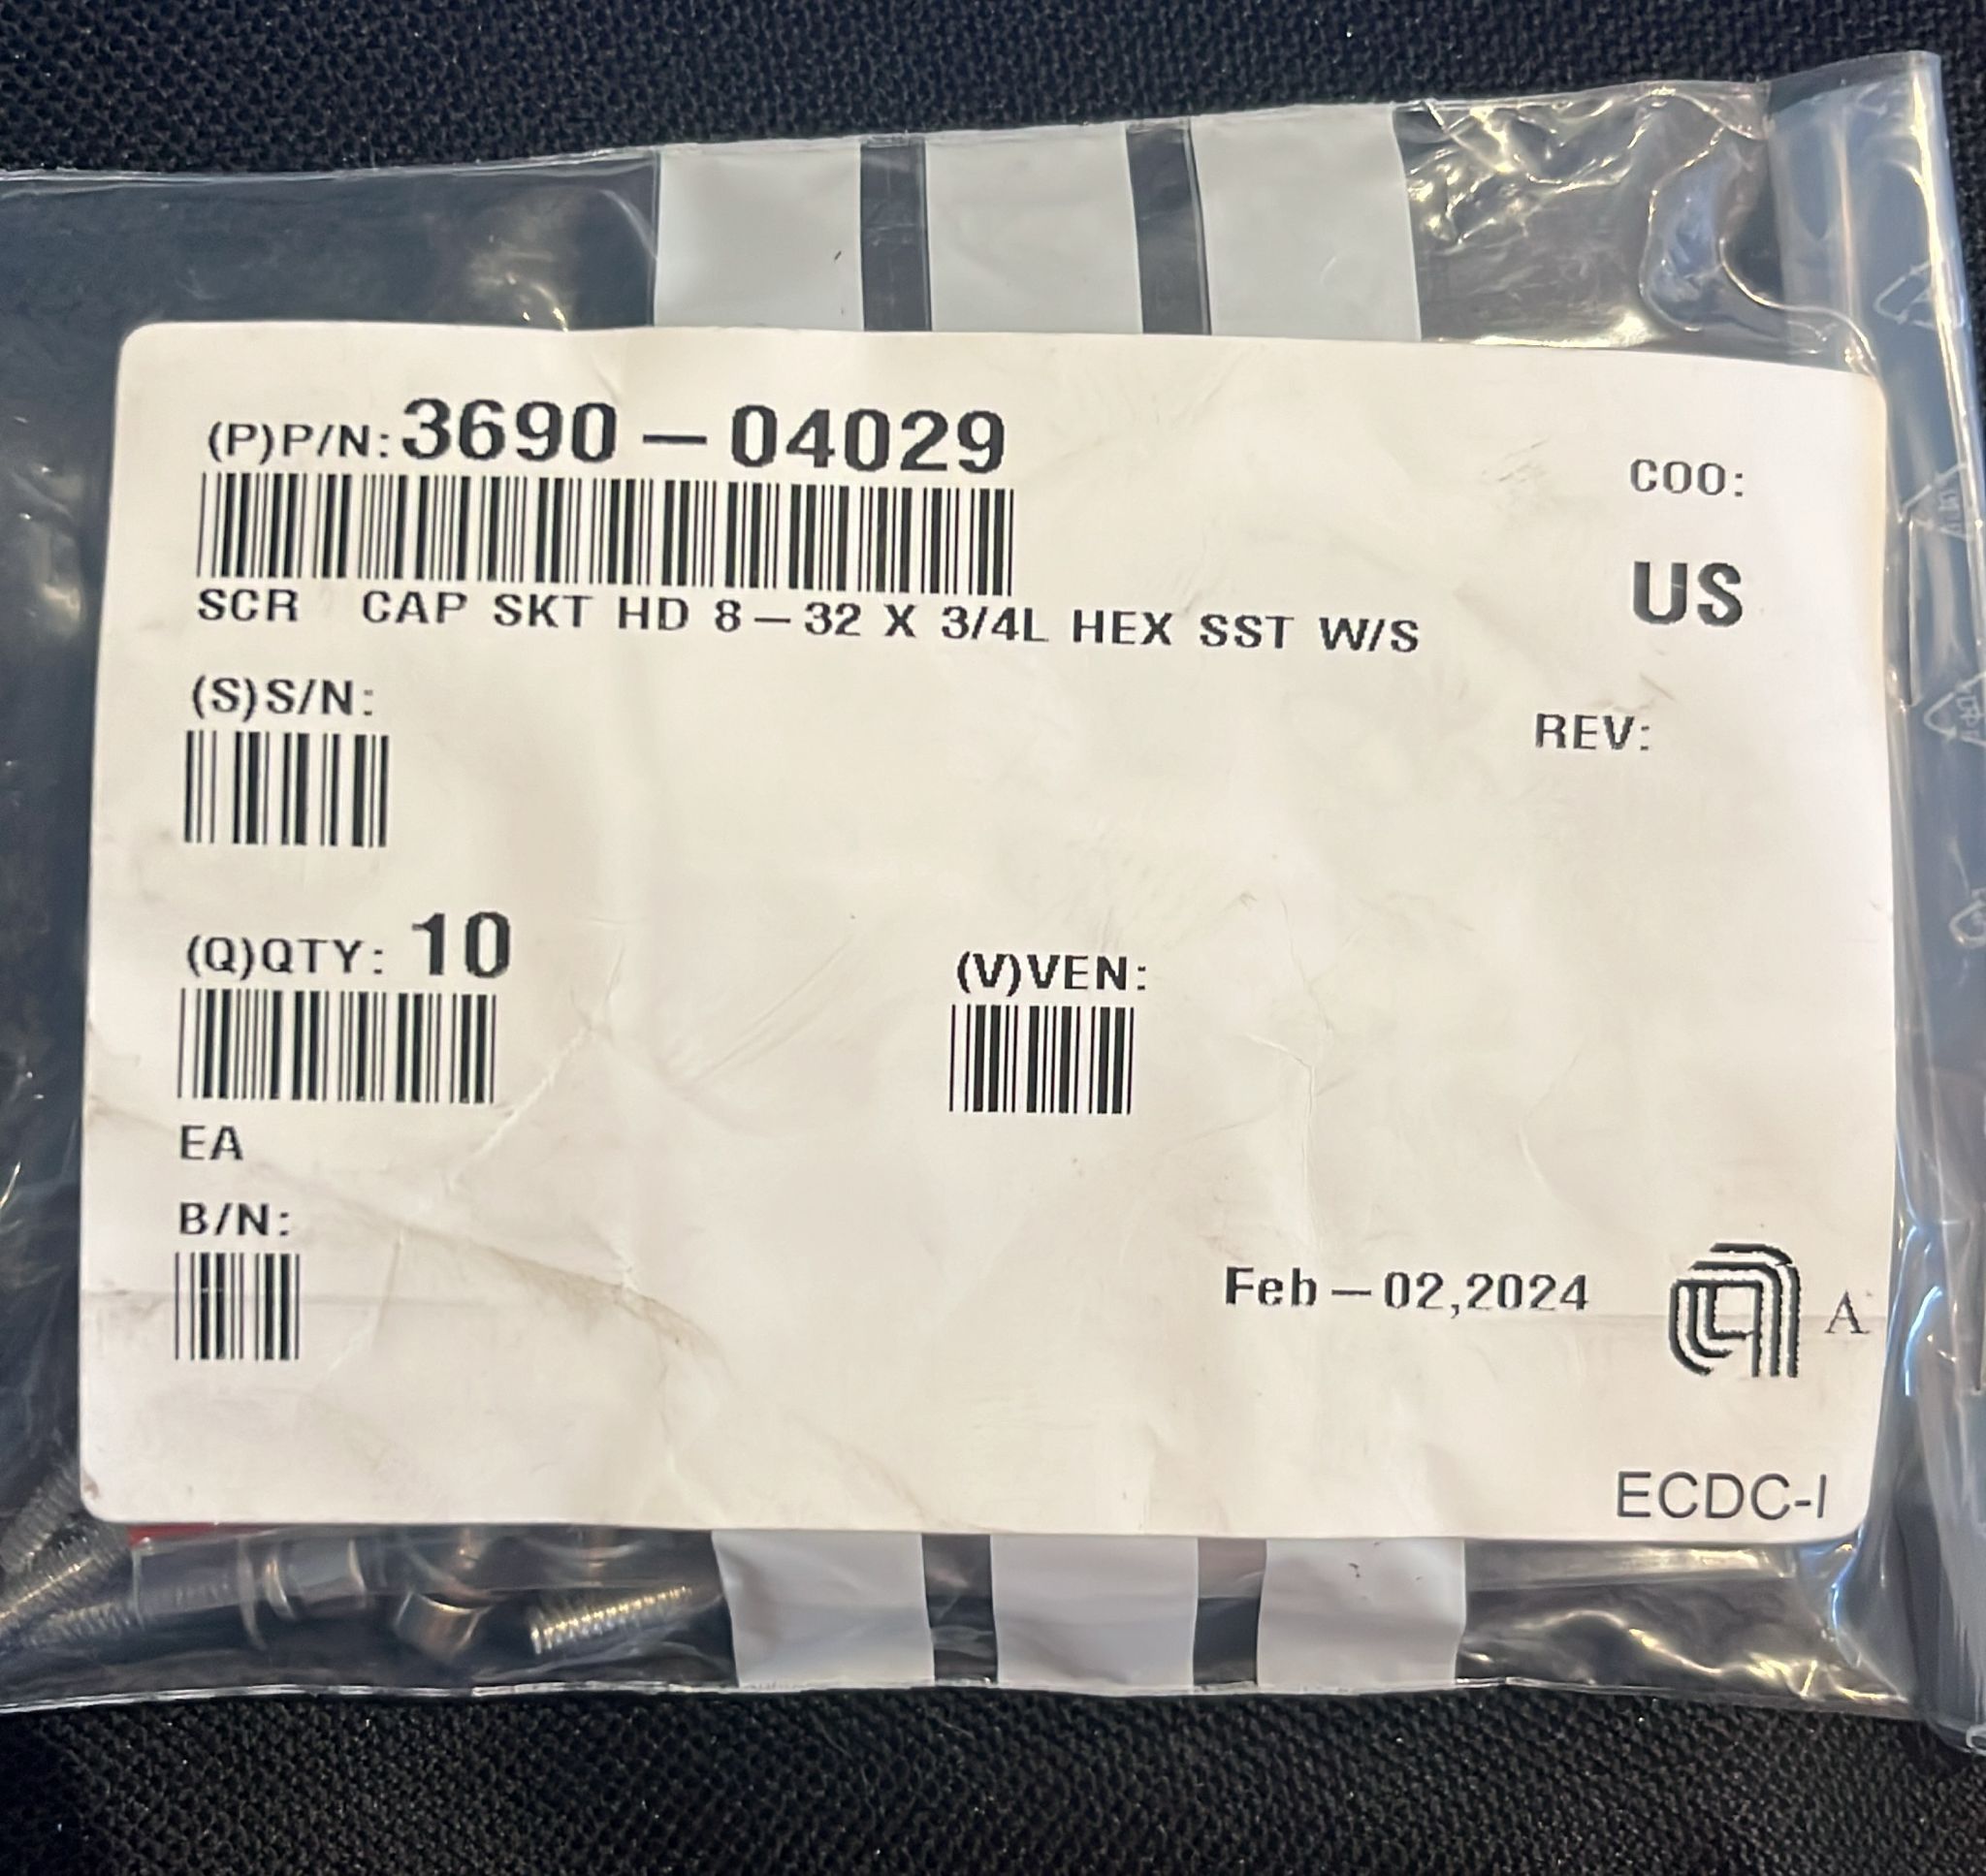 (P)P/N: 3690-04029
COO:
SCR CAP SKT HD 8-32 X 3/4L HEX SST W/S
US
(S)S/N:
REV:
(Q)QTY: 10
(V)VEN:
EA
B/N:
Feb-02,2024
A
ECDC-I